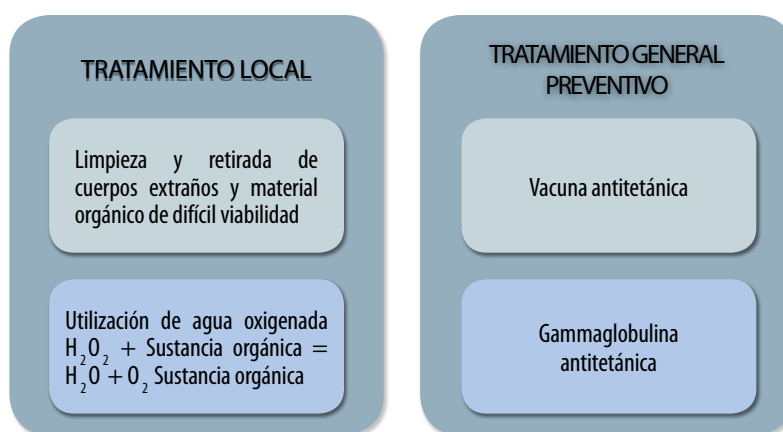 TRATAMIENTO LOCAL
Limpieza y retirada de
cuerpos extraños y material
orgánico de difícil viabilidad
Utilización de agua oxigenada
H₂O₂ + Sustancia orgánica =
H₂O + O₂ Sustancia orgánica
TRATAMIENTO GENERAL
PREVENTIVO
Vacuna antitetánica
Gammaglobulina
antitetánica